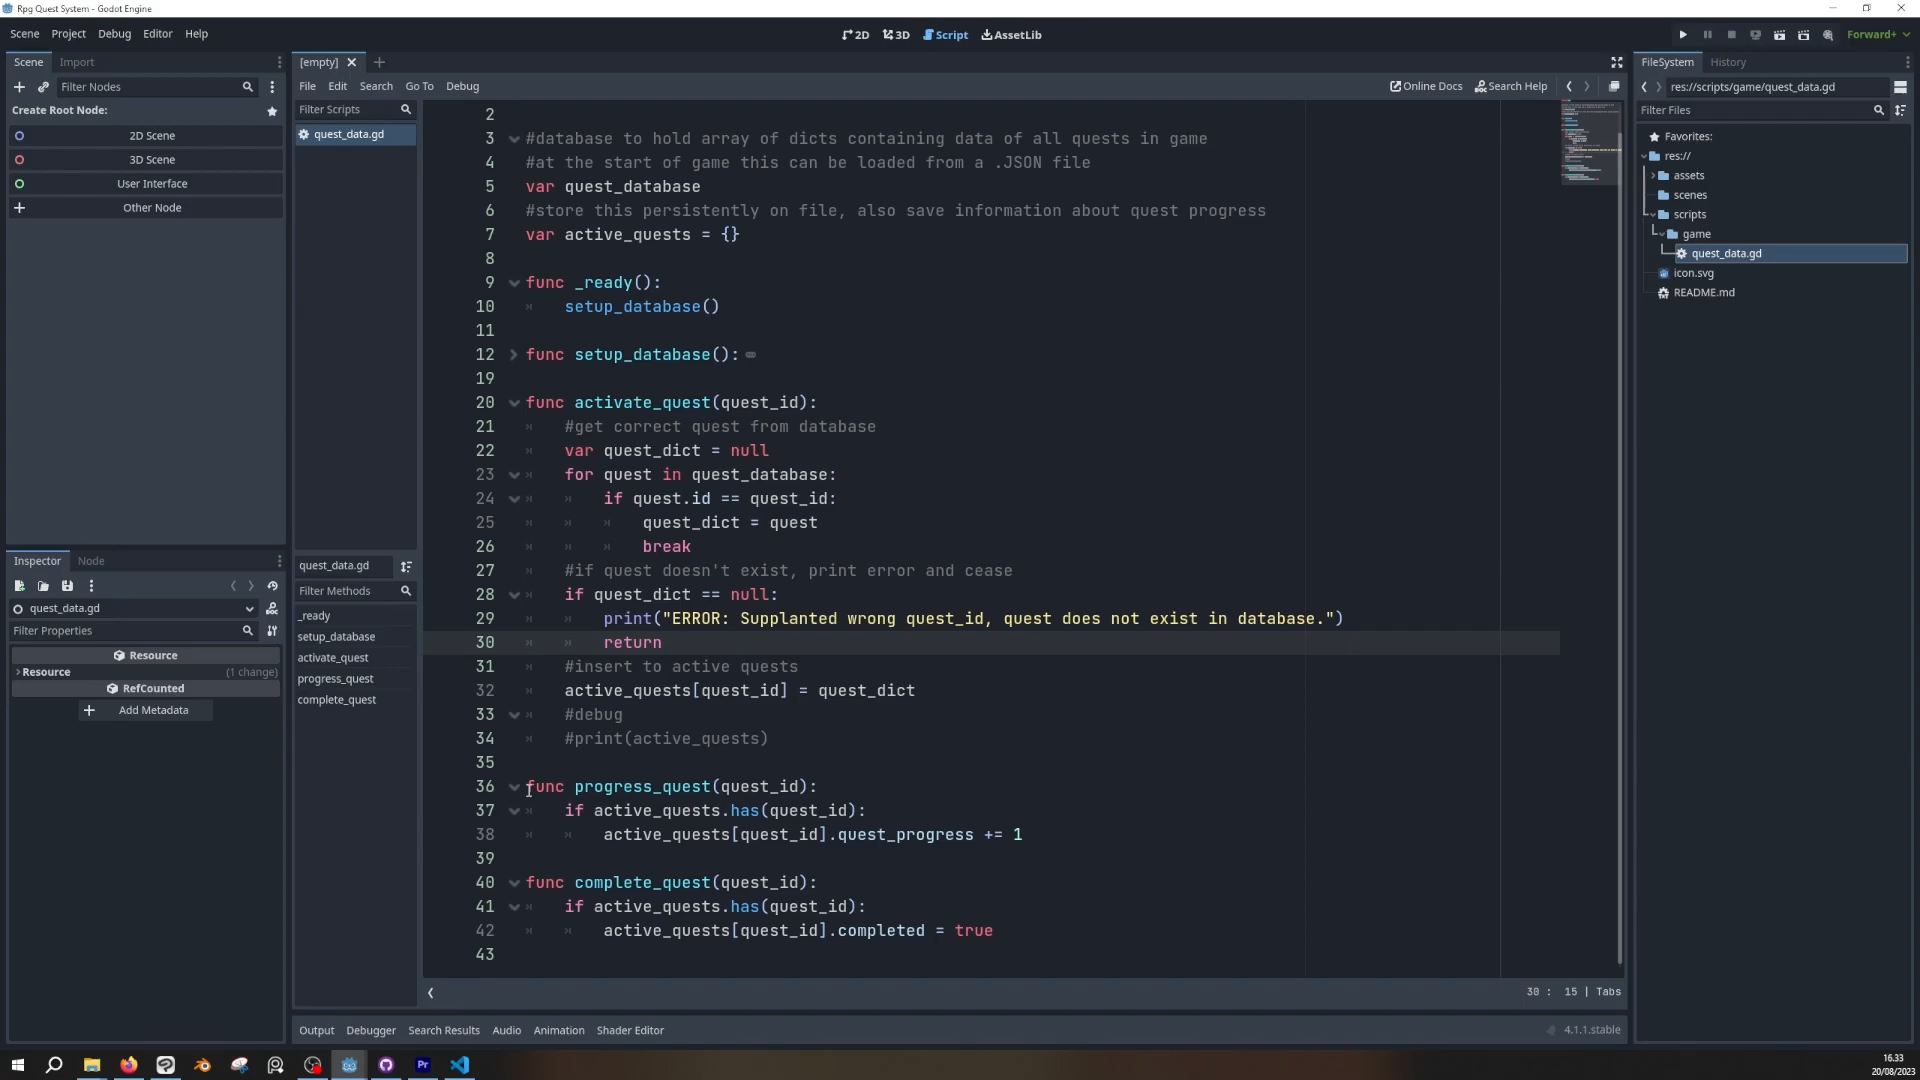 Rpg Quest System - Godot Engine
Scene Project Debug Editor Help
2D 3D Script AssetLib
Forward+
Scene Import
Filter Nodes
Create Root Node:
2D Scene
3D Scene
User Interface
Other Node
Inspector Node
quest_data.gd
Filter Properties
Resource
Resource (1 change)
RefCounted
Add Metadata
[empty]
File Edit Search Go To Debug
Online Docs Search Help
Filter Scripts
quest_data.gd
quest_data.gd
Filter Methods
_ready
setup_database
activate_quest
progress_quest
complete_quest
2
3 #database to hold array of dicts containing data of all quests in game
4 #at the start of game this can be loaded from a .JSON file
5 var quest_database
6 #store this persistently on file, also save information about quest progress
7 var active_quests = {}
8
9 func _ready():
10 setup_database()
11
12 func setup_database():
19
20 func activate_quest(quest_id):
21 #get correct quest from database
22 var quest_dict = null
23 for quest in quest_database:
24 if quest.id == quest_id:
25 quest_dict = quest
26 break
27 #if quest doesn't exist, print error and cease
28 if quest_dict == null:
29 print("ERROR: Supplanted wrong quest_id, quest does not exist in database.")
30 return
31 #insert to active quests
32 active_quests[quest_id] = quest_dict
33 #debug
34 #print(active_quests)
35
36 func progress_quest(quest_id):
37 if active_quests.has(quest_id):
38 active_quests[quest_id].quest_progress += 1
39
40 func complete_quest(quest_id):
41 if active_quests.has(quest_id):
42 active_quests[quest_id].completed = true
43
30 : 15 | Tabs
Output Debugger Search Results Audio Animation Shader Editor
4.1.1.stable
FileSystem History
res://scripts/game/quest_data.gd
Filter Files
Favorites:
res://
assets
scenes
scripts
game
quest_data.gd
icon.svg
README.md
Pr
16.33
20/08/2023